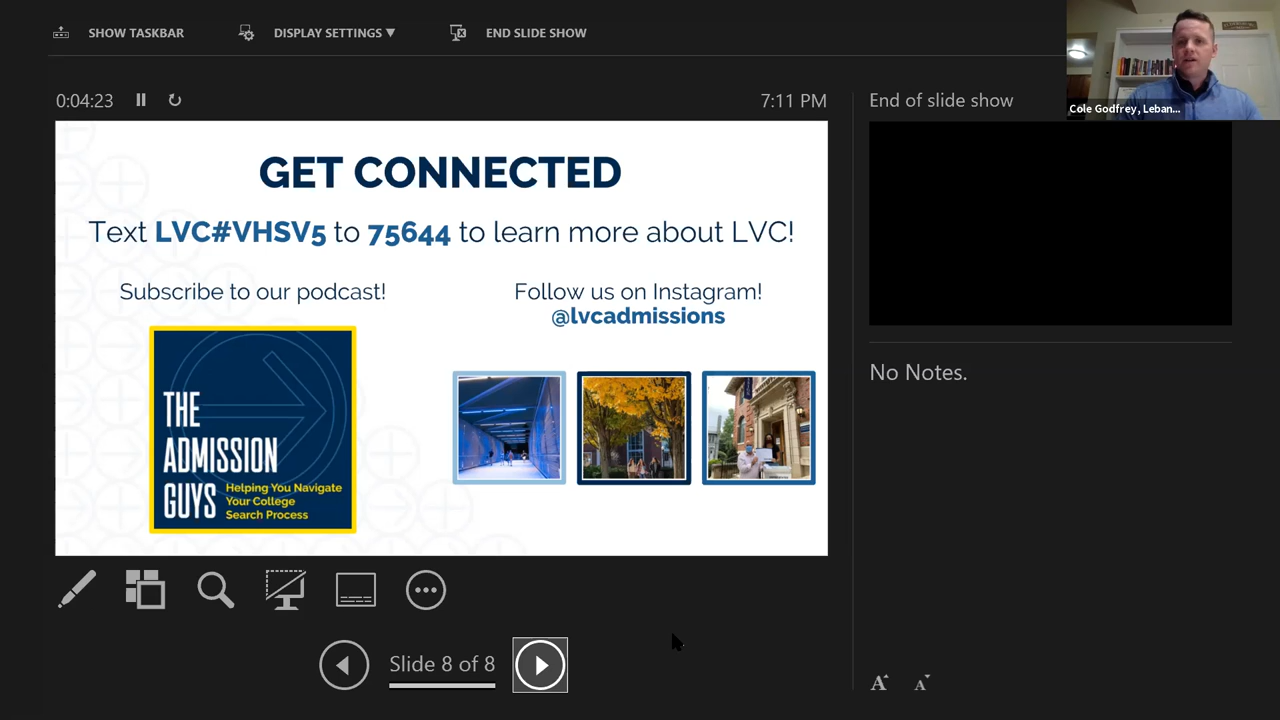 SHOW TASKBAR
DISPLAY SETTINGS ▼
END SLIDE SHOW
Cole Godfrey, Leban...
0:04:23
7:11 PM
End of slide show
GET CONNECTED
Text LVC#VHSV5 to 75644 to learn more about LVC!
Subscribe to our podcast!
Follow us on Instagram!
@lvcadmissions
THE
ADMISSION
GUYS
Helping You Navigate
Your College
Search Process
No Notes.
Slide 8 of 8
A
A